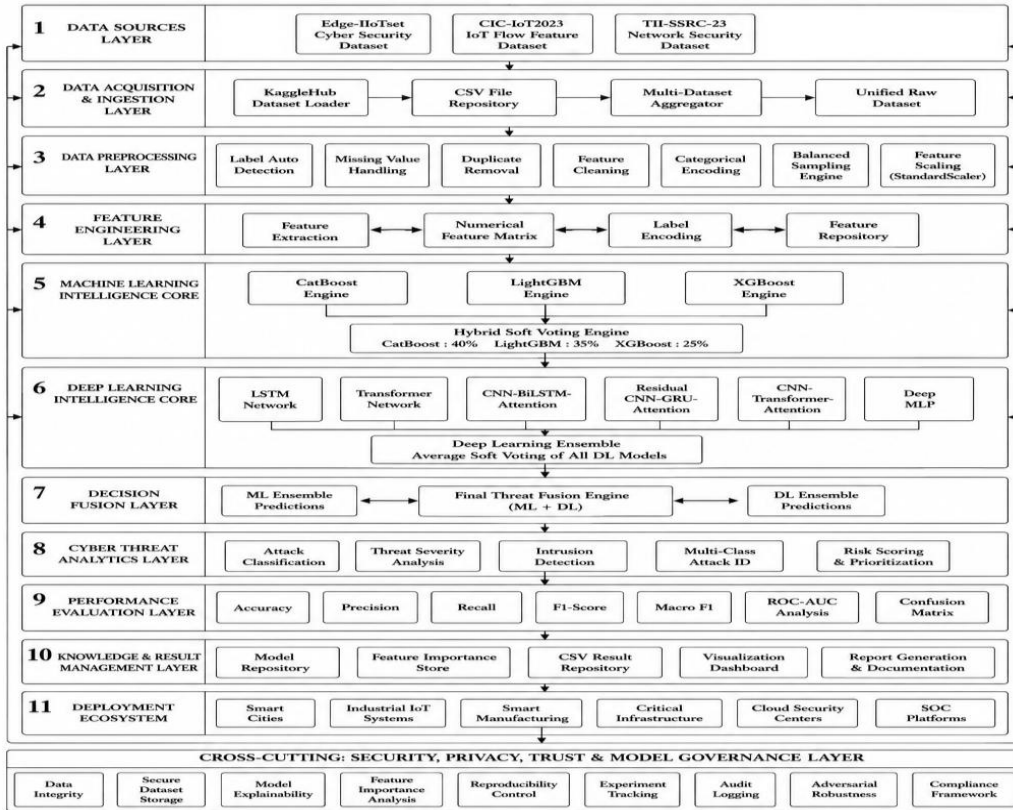 1 DATA SOURCES
LAYER
Edge-IIoTset
Cyber Security
Dataset
CIC-IoT2023
IoT Flow Feature
Dataset
TII-SSRC-23
Network Security
Dataset
2 DATA ACQUISITION
& INGESTION
LAYER
KaggleHub
Dataset Loader
CSV File
Repository
Multi-Dataset
Aggregator
Unified Raw
Dataset
3 DATA PREPROCESSING
LAYER
Label Auto
Detection
Missing Value
Handling
Duplicate
Removal
Feature
Cleaning
Categorical
Encoding
Balanced
Sampling
Engine
Feature
Scaling
(StandardScaler)
4 FEATURE
ENGINEERING
LAYER
Feature
Extraction
Numerical
Feature Matrix
Label
Encoding
Feature
Repository
5 MACHINE LEARNING
INTELLIGENCE CORE
CatBoost
Engine
LightGBM
Engine
XGBoost
Engine
Hybrid Soft Voting Engine
CatBoost : 40% LightGBM : 35% XGBoost : 25%
6 DEEP LEARNING
INTELLIGENCE CORE
LSTM
Network
Transformer
Network
CNN-BiLSTM-
Attention
Residual
CNN-GRU-
Attention
CNN-
Transformer-
Attention
Deep
MLP
Deep Learning Ensemble
Average Soft Voting of All DL Models
7 DECISION
FUSION LAYER
ML Ensemble
Predictions
Final Threat Fusion Engine
(ML + DL)
DL Ensemble
Predictions
8 CYBER THREAT
ANALYTICS LAYER
Attack
Classification
Threat Severity
Analysis
Intrusion
Detection
Multi-Class
Attack ID
Risk Scoring
& Prioritization
9 PERFORMANCE
EVALUATION LAYER
Accuracy
Precision
Recall
F1-Score
Macro F1
ROC-AUC
Analysis
Confusion
Matrix
10 KNOWLEDGE & RESULT
MANAGEMENT LAYER
Model
Repository
Feature Importance
Store
CSV Result
Repository
Visualization
Dashboard
Report Generation
& Documentation
11 DEPLOYMENT
ECOSYSTEM
Smart
Cities
Industrial IoT
Systems
Smart
Manufacturing
Critical
Infrastructure
Cloud Security
Centers
SOC
Platforms
CROSS-CUTTING: SECURITY, PRIVACY, TRUST & MODEL GOVERNANCE LAYER
Data
Integrity
Secure
Dataset
Storage
Model
Explainability
Feature
Importance
Analysis
Reproducibility
Control
Experiment
Tracking
Audit
Logging
Adversarial
Robustness
Compliance
Framework